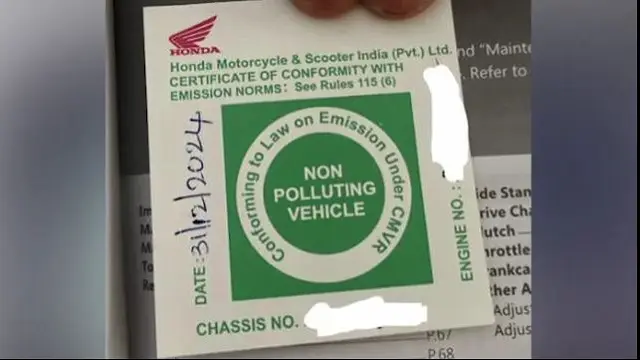 HONDA
Honda Motorcycle & Scooter India (Pvt.) Ltd.
CERTIFICATE OF CONFORMITY WITH
EMISSION NORMS: See Rules 115 (6)
Conforming to Law on Emission Under CMVR
NON
POLLUTING
VEHICLE
DATE: 31/12/2024
ENGINE NO.:
CHASSIS NO.
nd "Mainte
. Refer to
ide Stan
rive Cha
lutch
hrottle
rankca
ther A
Adjus
Adjus
P.67
P.68